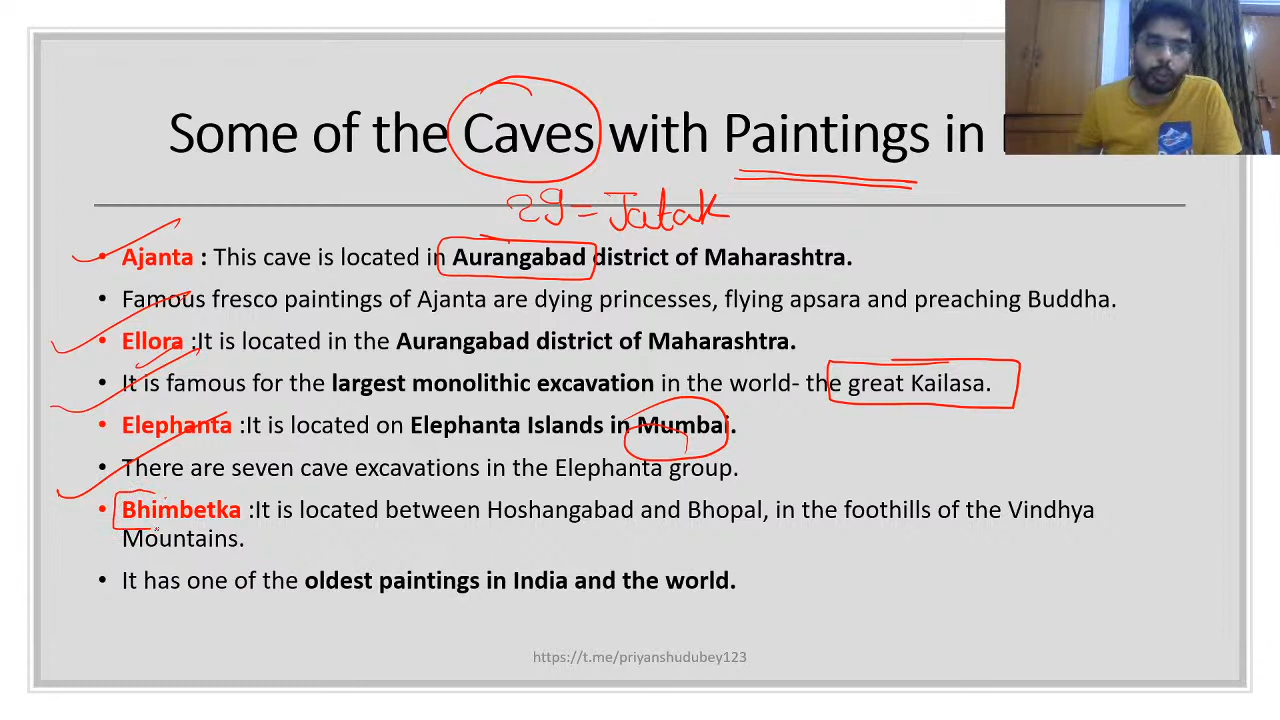 Some of the Caves with Paintings in
29 = Jatak
• Ajanta : This cave is located in Aurangabad district of Maharashtra.
• Famous fresco paintings of Ajanta are dying princesses, flying apsara and preaching Buddha.
• Ellora :It is located in the Aurangabad district of Maharashtra.
• It is famous for the largest monolithic excavation in the world- the great Kailasa.
• Elephanta :It is located on Elephanta Islands in Mumbai.
• There are seven cave excavations in the Elephanta group.
• Bhimbetka :It is located between Hoshangabad and Bhopal, in the foothills of the Vindhya
Mountains.
• It has one of the oldest paintings in India and the world.
https://t.me/priyanshudubey123